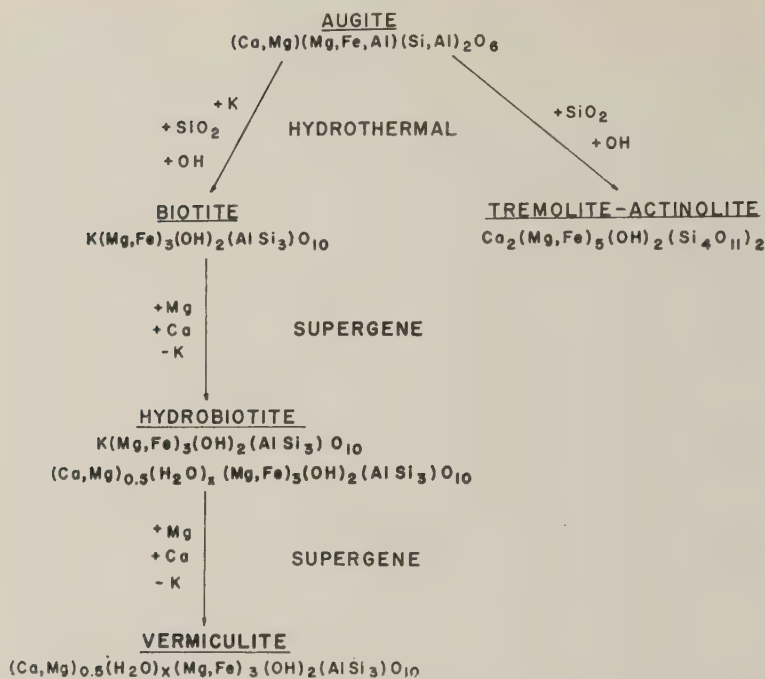 AUGITE
(Ca,Mg)(Mg,Fe,Al)(Si,Al)₂O₆
+K
+SiO₂
+OH
HYDROTHERMAL
+SiO₂
+OH
BIOTITE
K(Mg,Fe)₃(OH)₂(AlSi₃)O₁₀
TREMOLITE-ACTINOLITE
Ca₂(Mg,Fe)₅(OH)₂(Si₄O₁₁)₂
+Mg
+Ca
-K
SUPERGENE
HYDROBIOTITE
K(Mg,Fe)₃(OH)₂(AlSi₃)O₁₀
(Ca,Mg)₀.₅(H₂O)ₓ(Mg,Fe)₃(OH)₂(AlSi₃)O₁₀
+Mg
+Ca
-K
SUPERGENE
VERMICULITE
(Ca,Mg)₀.₅(H₂O)ₓ(Mg,Fe)₃(OH)₂(AlSi₃)O₁₀